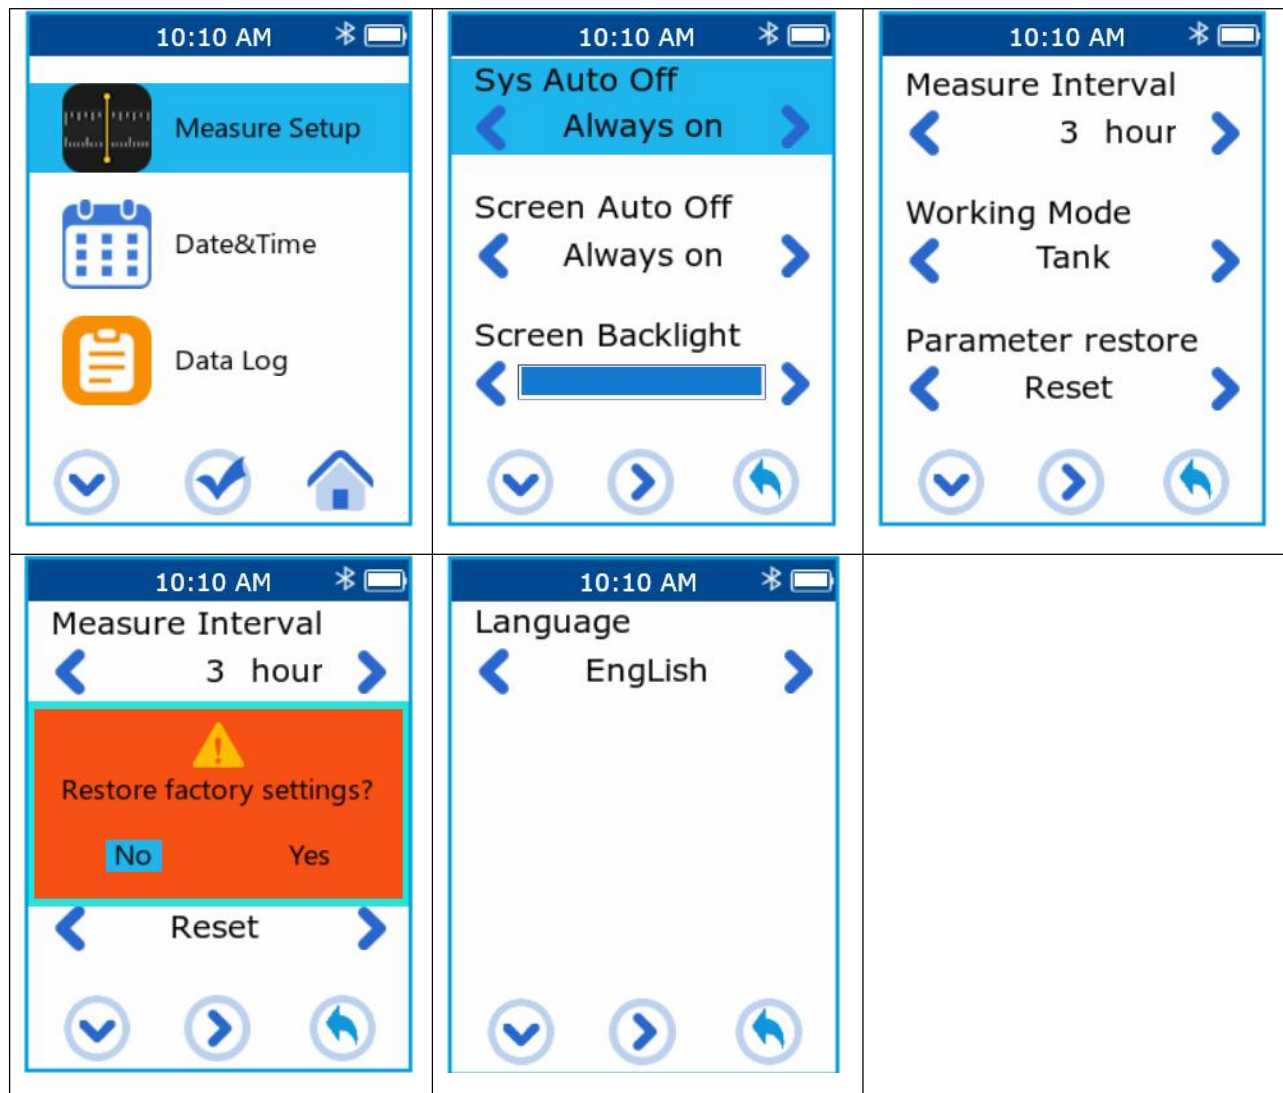 10:10 AM
Measure Setup
Date&Time
Data Log
10:10 AM
Sys Auto Off
Always on
Screen Auto Off
Always on
Screen Backlight
10:10 AM
Measure Interval
3 hour
Working Mode
Tank
Parameter restore
Reset
10:10 AM
Measure Interval
3 hour
Restore factory settings?
No Yes
Reset
10:10 AM
Language
EngLish